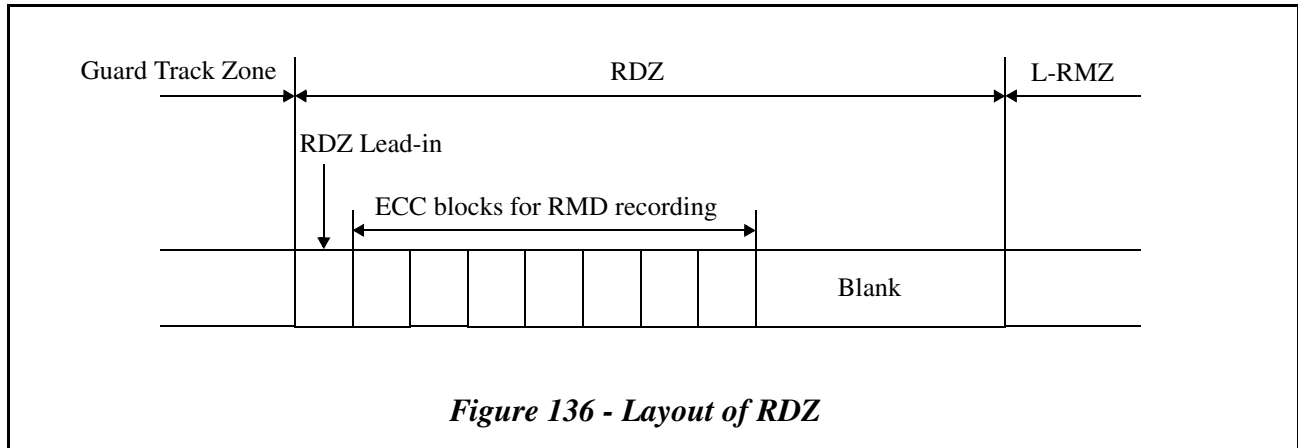 Guard Track Zone RDZ L-RMZ
RDZ Lead-in
ECC blocks for RMD recording
Blank
Figure 136 - Layout of RDZ